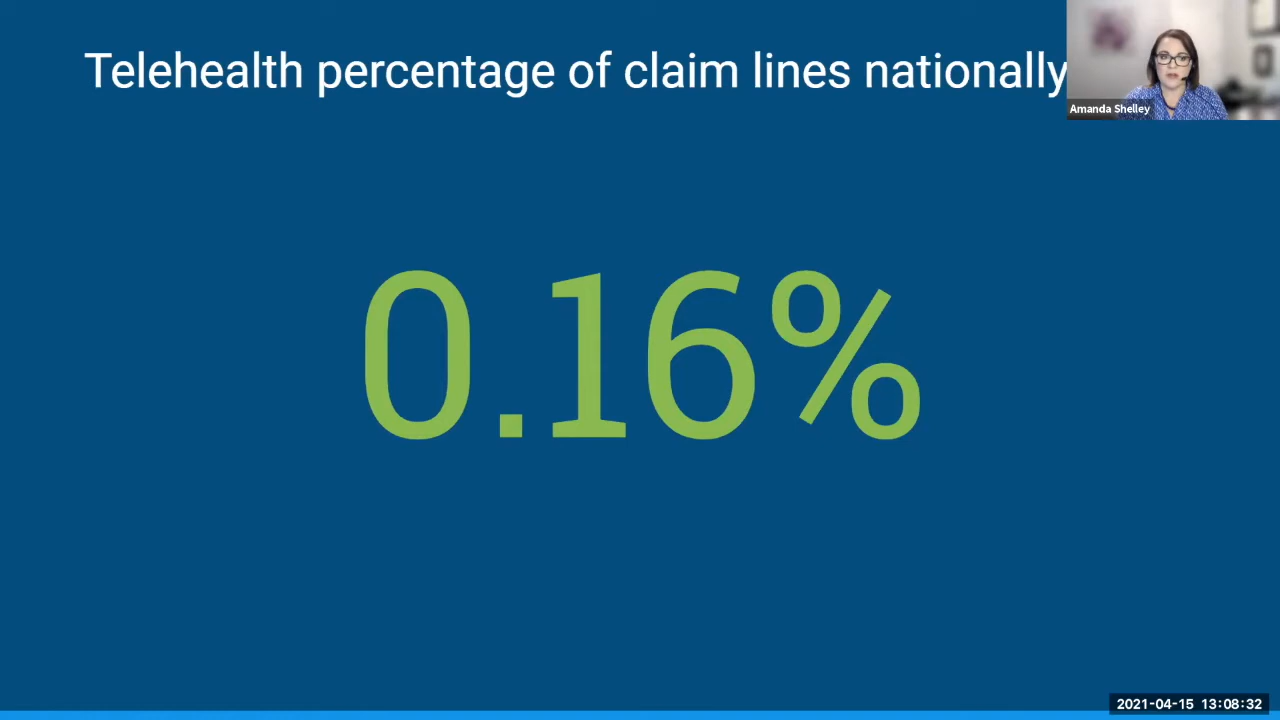 Telehealth percentage of claim lines nationally
Amanda Shelley
0.16%
2021-04-15 13:08:32